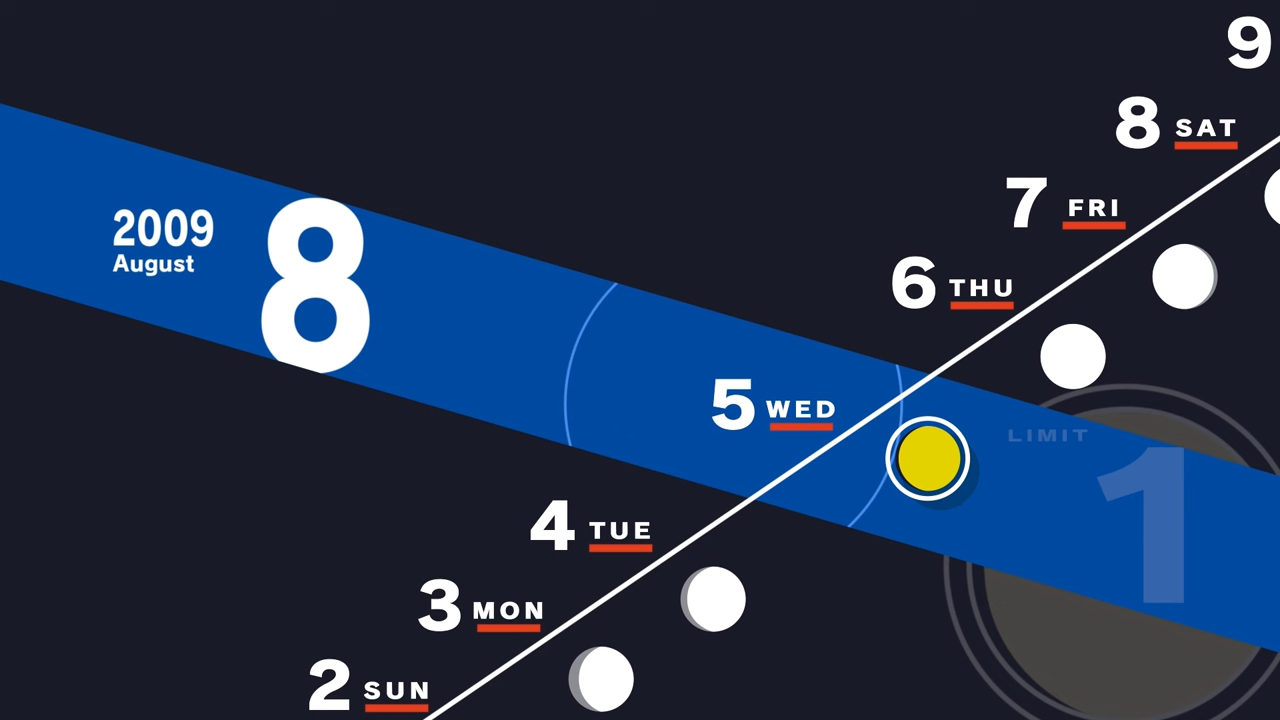 9
8 SAT
7 FRI
2009
August
8
6 THU
5 WED
LIMIT
1
4 TUE
3 MON
2 SUN